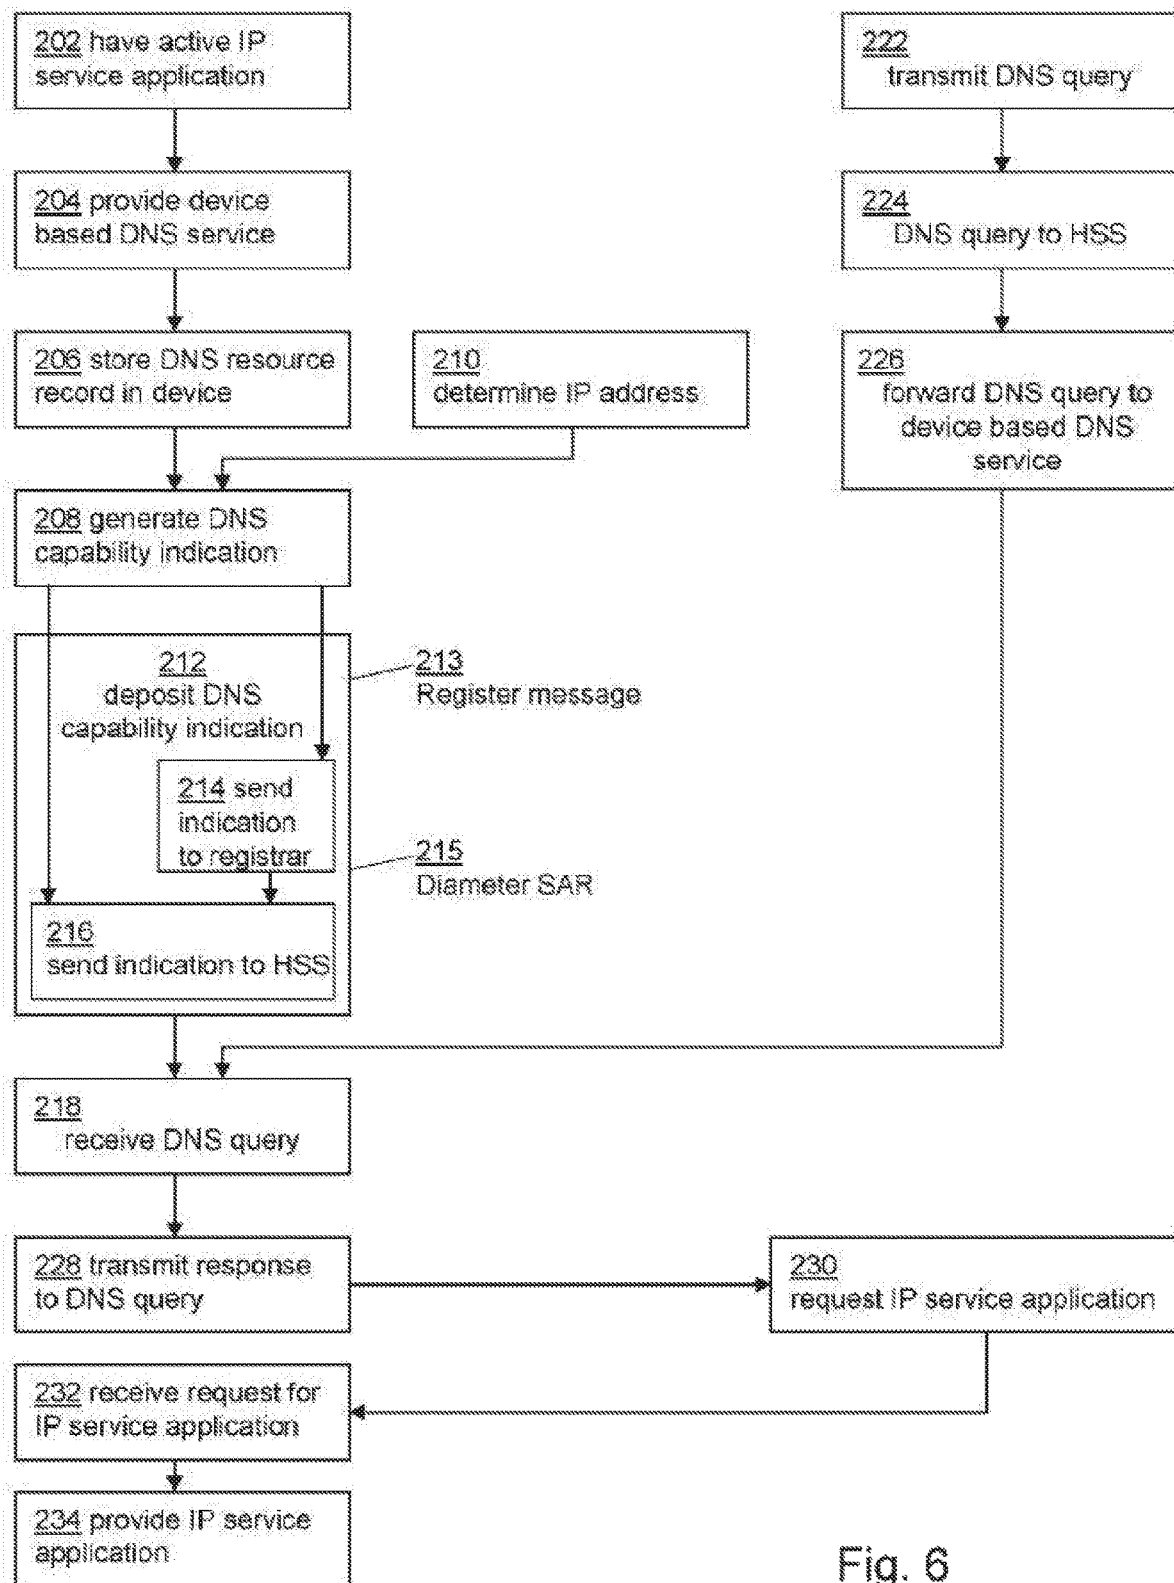 202 have active IP
service application
222
transmit DNS query
204 provide device
based DNS service
224
DNS query to HSS
206 store DNS resource
record in device
210
determine IP address
226
forward DNS query to
device based DNS
service
208 generate DNS
capability indication
212
deposit DNS
capability indication
213
Register message
214 send
indication
to registrar
215
Diameter SAR
216
send indication to HSS
218
receive DNS query
228 transmit response
to DNS query
230
request IP service application
232 receive request for
IP service application
234 provide IP service
application
Fig. 6